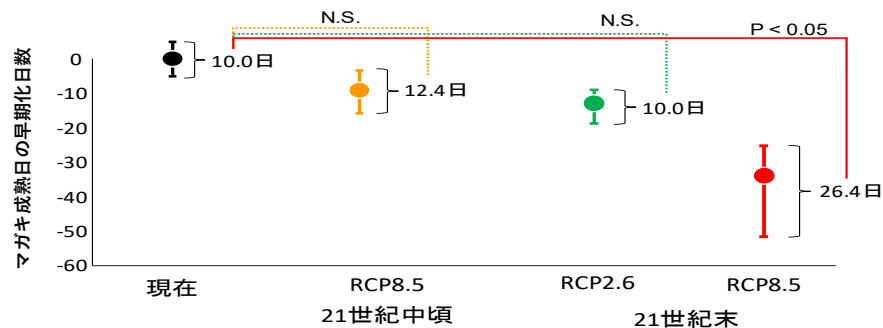 N.S.
N.S.
P < 0.05
マガキ成熟日の早期化日数
0
-10
-20
-30
-40
-50
-60
10.0日
12.4日
10.0日
26.4日
現在
RCP8.5
RCP2.6
RCP8.5
21世紀中頃
21世紀末